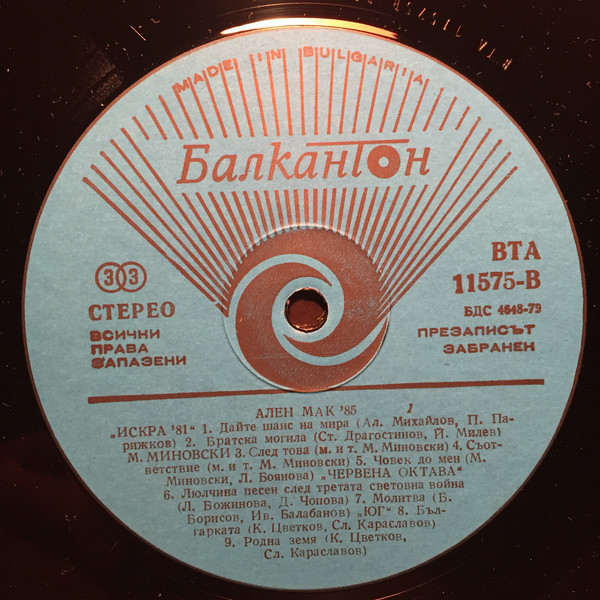 MADE IN BULGARIA
Балкантон
33
СТЕРЕО
ВСИЧКИ
ПРАВА
ЗАПАЗЕНИ
ВТА
11575-В
БДС 4643-79
ПРЕЗАПИСЪТ
ЗАБРАНЕН
АЛЕН МАК '85 1
„ИСКРА '81" 1. Дайте шанс на мира (Ал. Михайлов, П. Па-
рижков) 2. Братска могила (Ст. Драгостинов, Й. Милев)
М. МИНОВСКИ 3. След това (м. и т. М. Миновски) 4. Съот-
ветствие (м. и т. М. Миновски) 5. Човек до мен (М.
Миновски, Л. Боянова) „ЧЕРВЕНА ОКТАВА"
6. Люлчина песен след третата световна война
(Л. Божинова, Д. Чопова) 7. Молитва (Б.
Борисов, Ив. Балабанов) „ЮГ" 8. Бъл-
гарката (К. Цветков, Сл. Караславов)
9. Родна земя (К. Цветков,
Сл. Караславов)